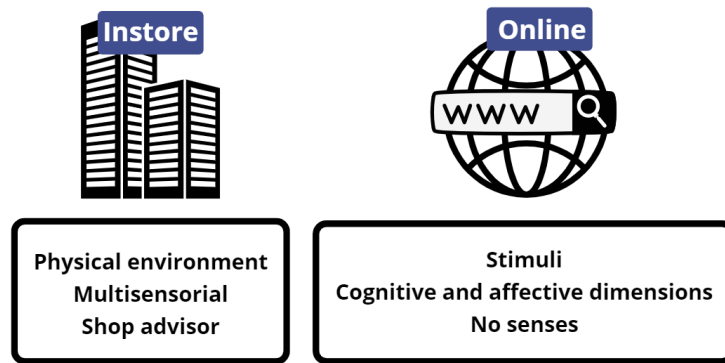 Instore
Online
WWW
Physical environment
Multisensorial
Shop advisor
Stimuli
Cognitive and affective dimensions
No senses